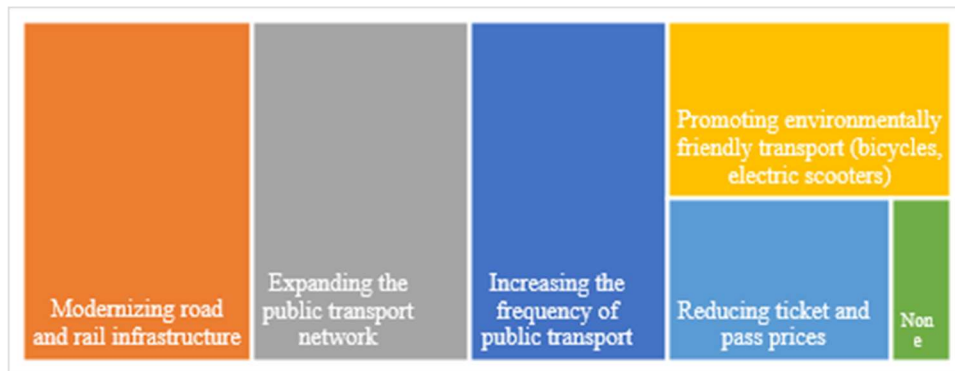 Modernizing road
and rail infrastructure
Expanding the
public transport
network
Increasing the
frequency of
public transport
Promoting environmentally
friendly transport (bicycles,
electric scooters)
Reducing ticket and
pass prices
Non
e